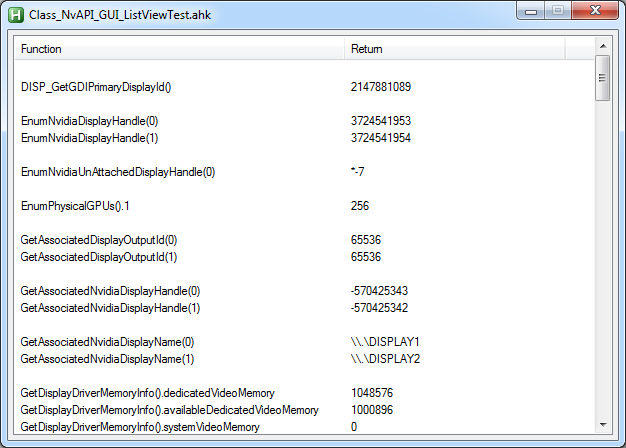 Class_NvAPI_GUI_ListViewTest.ahk
Function Return
DISP_GetGDIPrimaryDisplayId() 2147881089
EnumNvidiaDisplayHandle(0) 3724541953
EnumNvidiaDisplayHandle(1) 3724541954
EnumNvidiaUnAttachedDisplayHandle(0) *-7
EnumPhysicalGPUs().1 256
GetAssociatedDisplayOutputId(0) 65536
GetAssociatedDisplayOutputId(1) 65536
GetAssociatedNvidiaDisplayHandle(0) -570425343
GetAssociatedNvidiaDisplayHandle(1) -570425342
GetAssociatedNvidiaDisplayName(0) \\.\DISPLAY1
GetAssociatedNvidiaDisplayName(1) \\.\DISPLAY2
GetDisplayDriverMemoryInfo().dedicatedVideoMemory 1048576
GetDisplayDriverMemoryInfo().availableDedicatedVideoMemory 1000896
GetDisplayDriverMemoryInfo().systemVideoMemory 0